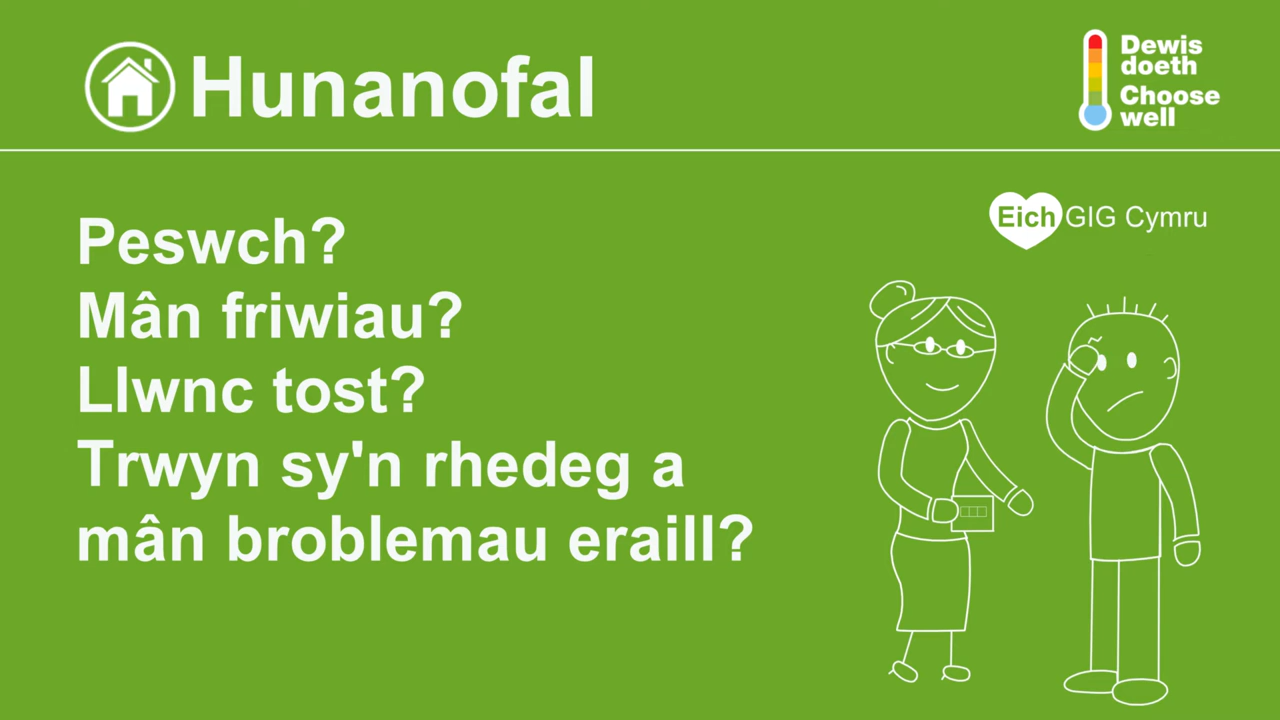 Hunanofal
Dewis
doeth
Choose
well
Eich GIG Cymru
Peswch?
Mân friwiau?
Llwnc tost?
Trwyn sy'n rhedeg a
mân broblemau eraill?